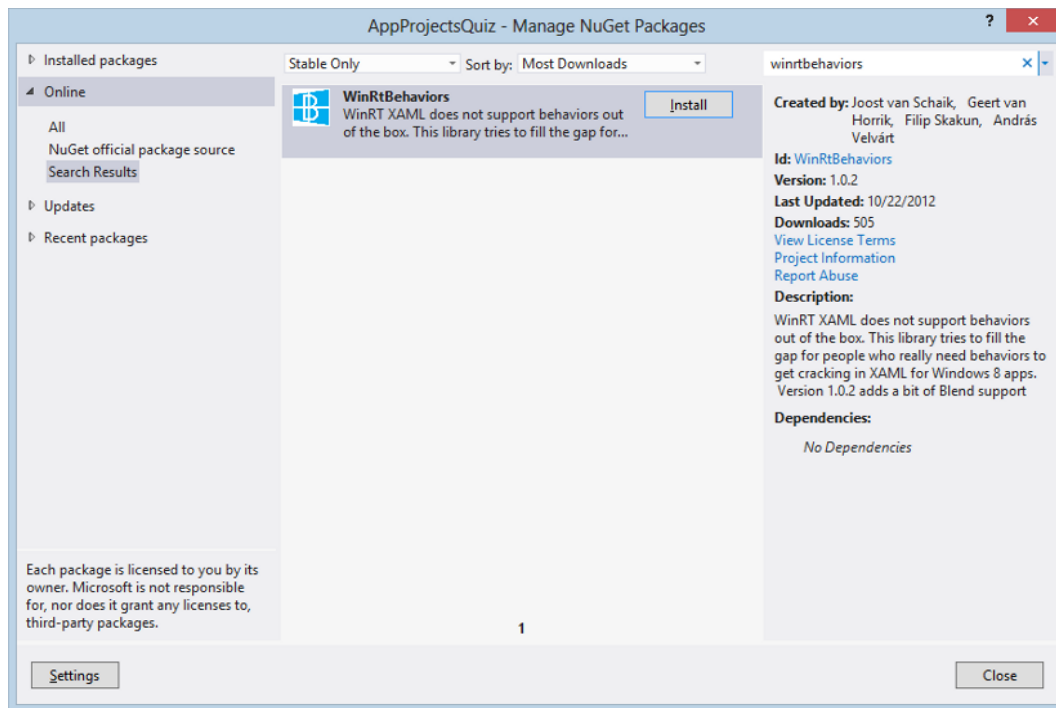 AppProjectsQuiz - Manage NuGet Packages
?
Installed packages
Online
All
NuGet official package source
Search Results
Updates
Recent packages
Each package is licensed to you by its
owner. Microsoft is not responsible
for, nor does it grant any licenses to,
third-party packages.
Stable Only
Sort by: Most Downloads
WinRtBehaviors
Install
WinRT XAML does not support behaviors out
of the box. This library tries to fill the gap for...
1
winrtbehaviors
Created by: Joost van Schaik, Geert van
Horrik, Filip Skakun, András
Velvárt
Id: WinRtBehaviors
Version: 1.0.2
Last Updated: 10/22/2012
Downloads: 505
View License Terms
Project Information
Report Abuse
Description:
WinRT XAML does not support behaviors
out of the box. This library tries to fill the
gap for people who really need behaviors to
get cracking in XAML for Windows 8 apps.
Version 1.0.2 adds a bit of Blend support
Dependencies:
No Dependencies
Settings
Close